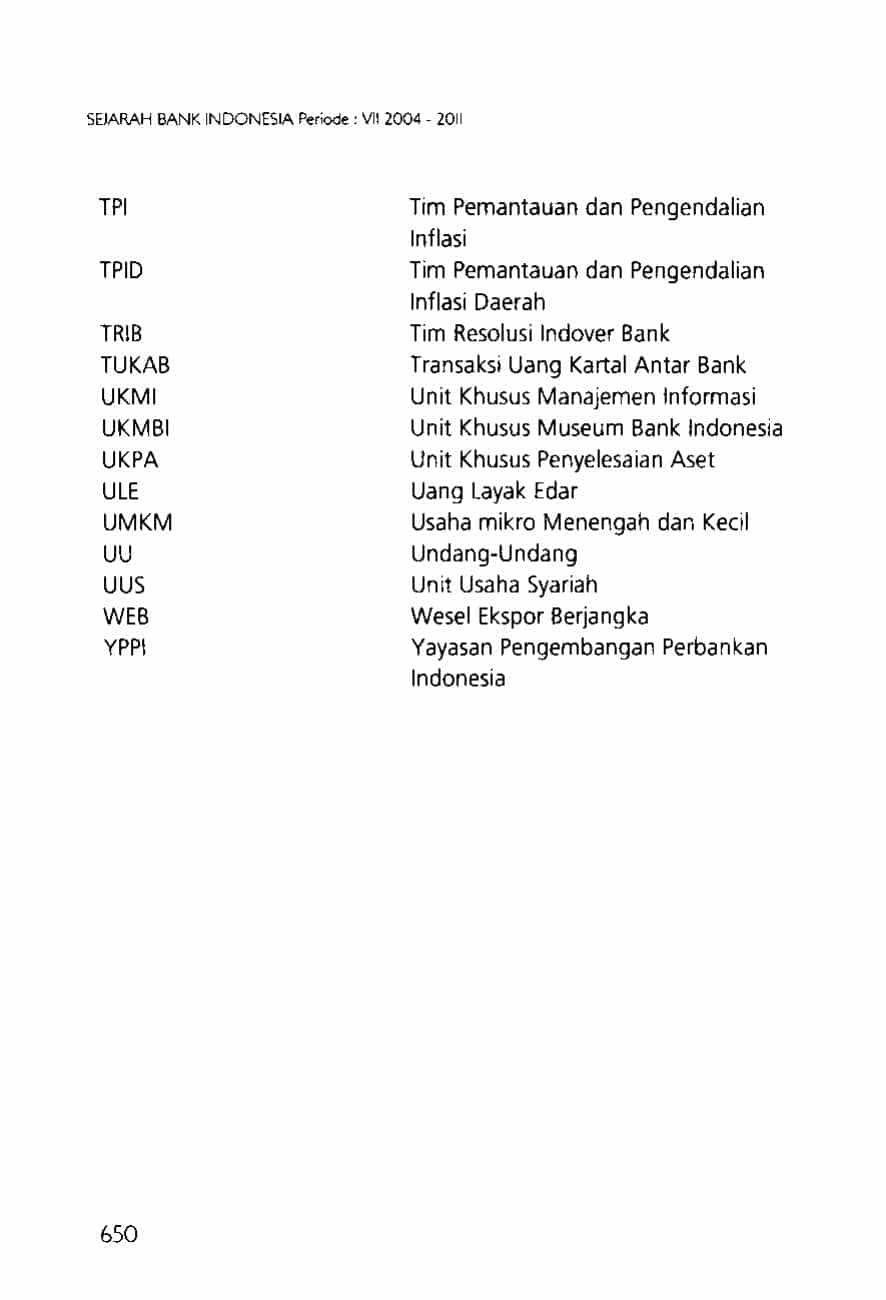 SEJARAH BANK INDONESIA Periode : VII 2004 - 2011
TPI Tim Pemantauan dan Pengendalian
Inflasi
TPID Tim Pemantauan dan Pengendalian
Inflasi Daerah
TRIB Tim Resolusi Indover Bank
TUKAB Transaksi Uang Kartal Antar Bank
UKMI Unit Khusus Manajemen Informasi
UKMBI Unit Khusus Museum Bank Indonesia
UKPA Unit Khusus Penyelesaian Aset
ULE Uang Layak Edar
UMKM Usaha mikro Menengah dan Kecil
UU Undang-Undang
UUS Unit Usaha Syariah
WEB Wesel Ekspor Berjangka
YPPI Yayasan Pengembangan Perbankan
Indonesia
650